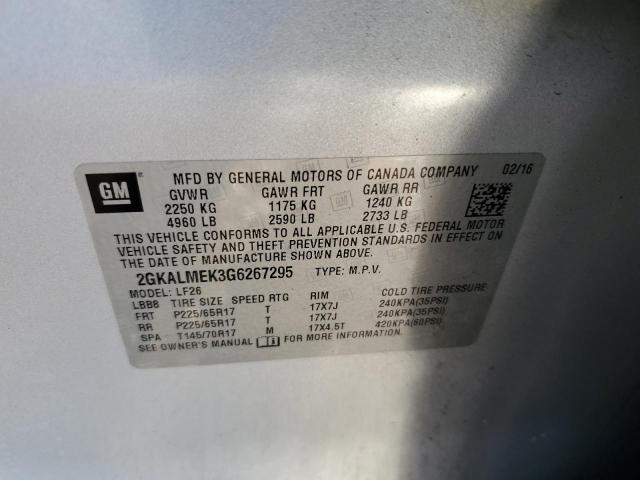 GM
MFD BY GENERAL MOTORS OF CANADA COMPANY 02/16
GVWR GAWR FRT GAWR RR
2250 KG 1175 KG 1240 KG
4960 LB 2590 LB 2733 LB
THIS VEHICLE CONFORMS TO ALL APPLICABLE U.S. FEDERAL MOTOR
VEHICLE SAFETY AND THEFT PREVENTION STANDARDS IN EFFECT ON
THE DATE OF MANUFACTURE SHOWN ABOVE.
2GKALMEK3G6267295 TYPE: M.P.V.
MODEL: LF26
LBBB TIRE SIZE SPEED RTG RIM COLD TIRE PRESSURE
FRT P225/65R17 T 17X7J 240KPA(35PSI)
RR P225/65R17 T 17X7J 240KPA(35PSI)
SPA T145/70R17 M 17X4.5T 420KPA(60PSI)
SEE OWNER'S MANUAL FOR MORE INFORMATION.